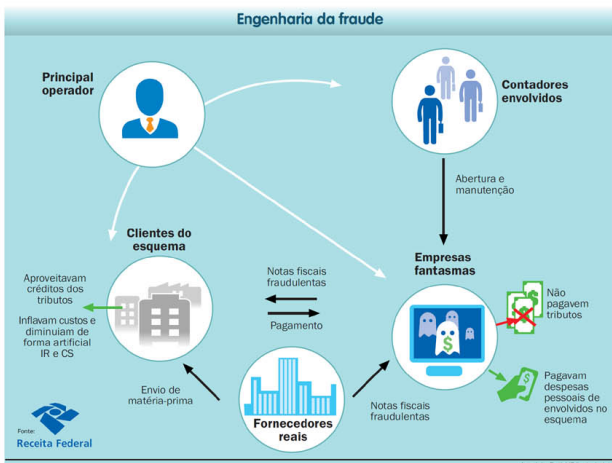 Engenharia da fraude
Principal
operador
Contadores
envolvidos
Abertura e
manutenção
Clientes do
esquema
Empresas
fantasmas
Aproveitavam
créditos dos
tributos
Inflavam custos e
diminuiam de
forma artificial
IR e CS
Notas fiscais
fraudulentas
Pagamento
Não
pagavem
tributos
$
$
$
$
Pagavam
despesas
pessoais de
envolvidos no
esquema
Envio de
matéria-prima
Notas fiscais
fraudulentas
Fornecedores
reais
Fonte:
Receita Federal